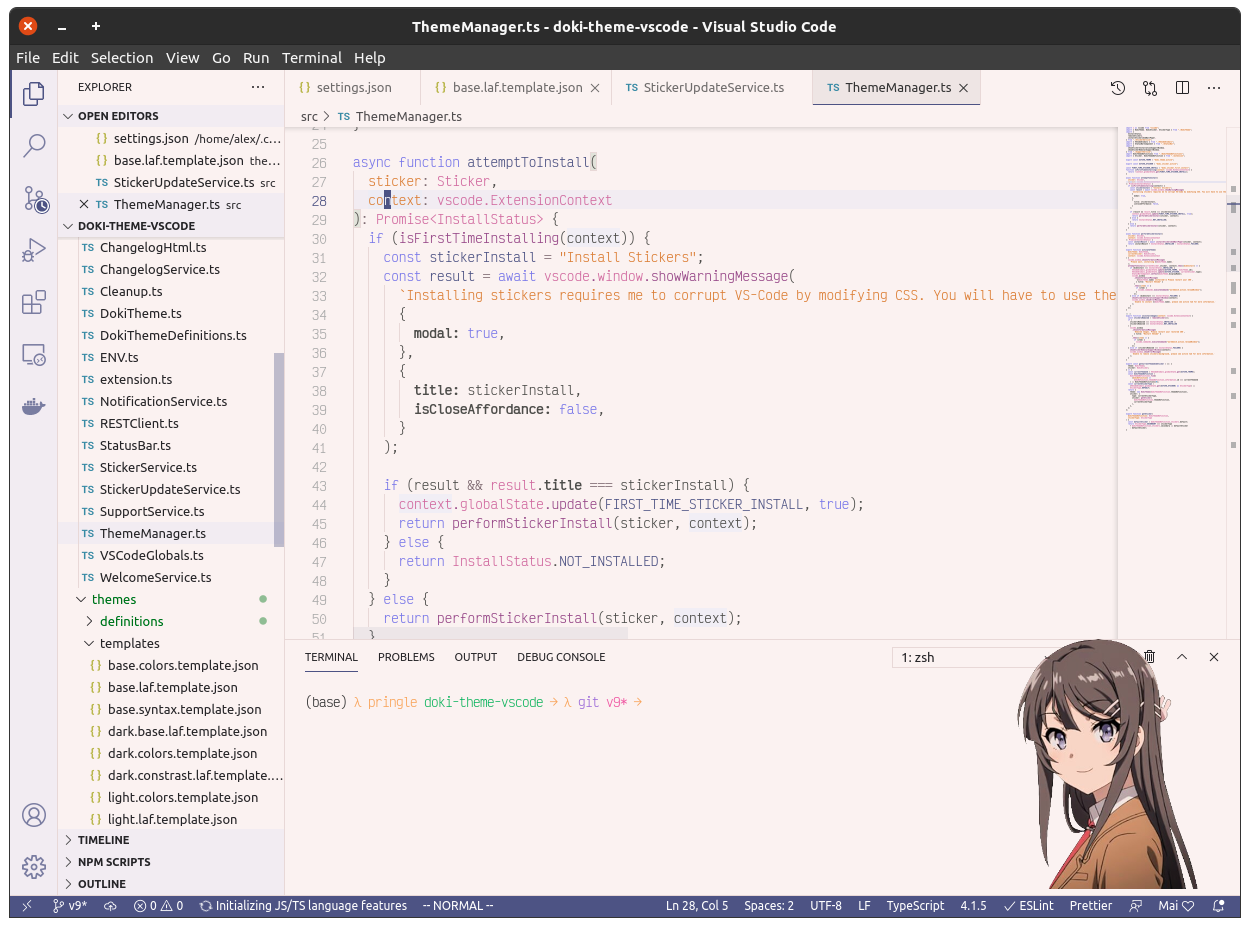 ThemeManager.ts - doki-theme-vscode - Visual Studio Code
File Edit Selection View Go Run Terminal Help
EXPLORER
OPEN EDITORS
{} settings.json /home/alex/.c...
{} base.laf.template.json the...
TS StickerUpdateService.ts src
TS ThemeManager.ts src
DOKI-THEME-VSCODE
TS ChangelogHtml.ts
TS ChangelogService.ts
TS Cleanup.ts
TS DokiTheme.ts
TS DokiThemeDefinitions.ts
TS ENV.ts
TS extension.ts
TS NotificationService.ts
TS RESTClient.ts
TS StatusBar.ts
TS StickerService.ts
TS StickerUpdateService.ts
TS SupportService.ts
TS ThemeManager.ts
TS VSCodeGlobals.ts
TS WelcomeService.ts
themes
definitions
templates
{} base.colors.template.json
{} base.laf.template.json
{} base.syntax.template.json
{} dark.base.laf.template.json
{} dark.colors.template.json
{} dark.constrast.laf.template....
{} light.colors.template.json
{} light.laf.template.json
TIMELINE
NPM SCRIPTS
OUTLINE
{} settings.json
{} base.laf.template.json
TS StickerUpdateService.ts
TS ThemeManager.ts
src > TS ThemeManager.ts
24 }
25
26 async function attemptToInstall(
27 sticker: Sticker,
28 context: vscode.ExtensionContext
29 ): Promise<InstallStatus> {
30 if (isFirstTimeInstalling(context)) {
31 const stickerInstall = "Install Stickers";
32 const result = await vscode.window.showWarningMessage(
33 `Installing stickers requires me to corrupt VS-Code by modifying CSS. You will have to use the
34 {
35 modal: true,
36 },
37 {
38 title: stickerInstall,
39 isCloseAffordance: false,
40 }
41 );
42
43 if (result && result.title === stickerInstall) {
44 context.globalState.update(FIRST_TIME_STICKER_INSTALL, true);
45 return performStickerInstall(sticker, context);
46 } else {
47 return InstallStatus.NOT_INSTALLED;
48 }
49 } else {
50 return performStickerInstall(sticker, context);
51 }
TERMINAL PROBLEMS OUTPUT DEBUG CONSOLE
1: zsh
(base) λ pringle doki-theme-vscode → λ git v9* →
v9* 0 0 Initializing JS/TS language features -- NORMAL -- Ln 28, Col 5 Spaces: 2 UTF-8 LF TypeScript 4.1.5 ESLint Prettier Mai ♡